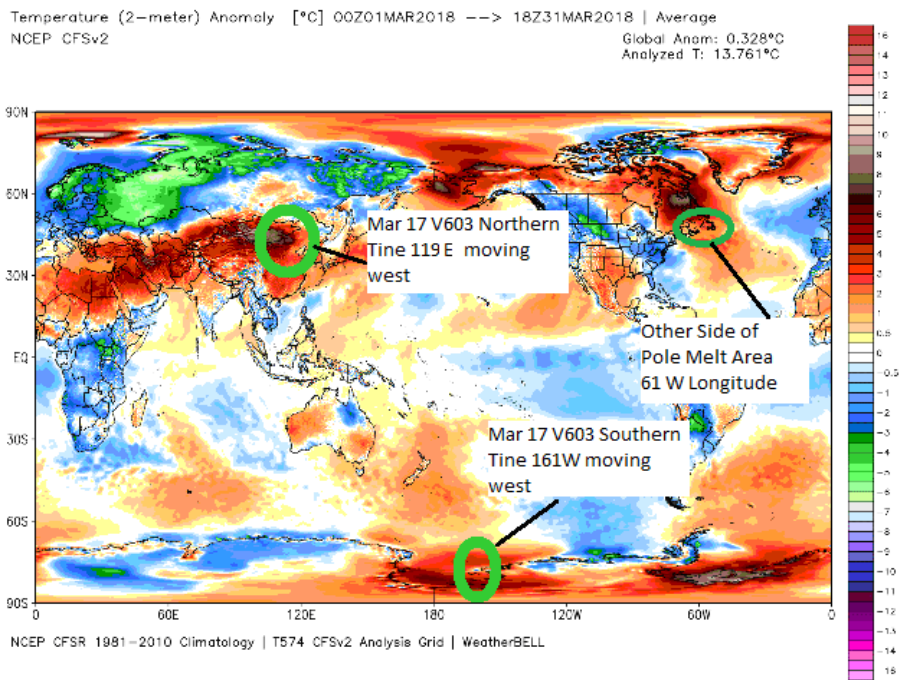 Temperature (2-meter) Anomaly [°C] 00Z01MAR2018 --> 18Z31MAR2018 | Average
NCEP CFSv2
Global Anom: 0.328°C
Analyzed T: 13.761°C
90N
60N
30N
EQ
30S
60S
90S
0
60E
120E
180
120W
60W
0
Mar 17 V603 Northern
Tine 119 E moving
west
Other Side of
Pole Melt Area
61 W Longitude
Mar 17 V603 Southern
Tine 161W moving
west
16
14
13
12
10
9
8
7
6
5
4
3
2
1
0.5
0
-0.5
-1
-2
-3
-4
-5
-6
-7
-8
-9
-10
-11
-12
-13
-14
-15
NCEP CFSR 1981-2010 Climatology | T574 CFSv2 Analysis Grid | WeatherBELL